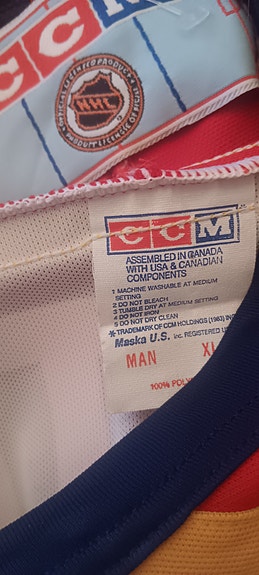 CCM
NHL
CCM
ASSEMBLED IN CANADA
WITH USA & CANADIAN
COMPONENTS
1 MACHINE WASHABLE AT MEDIUM
SETTING
2 DO NOT BLEACH
3 TUMBLE DRY AT MEDIUM SETTING
4 DO NOT IRON
5 DO NOT DRY CLEAN
*TRADEMARK OF CCM HOLDINGS (1983) INC
Maska U.S. inc. REGISTERED U
MAN XL
100% POLY